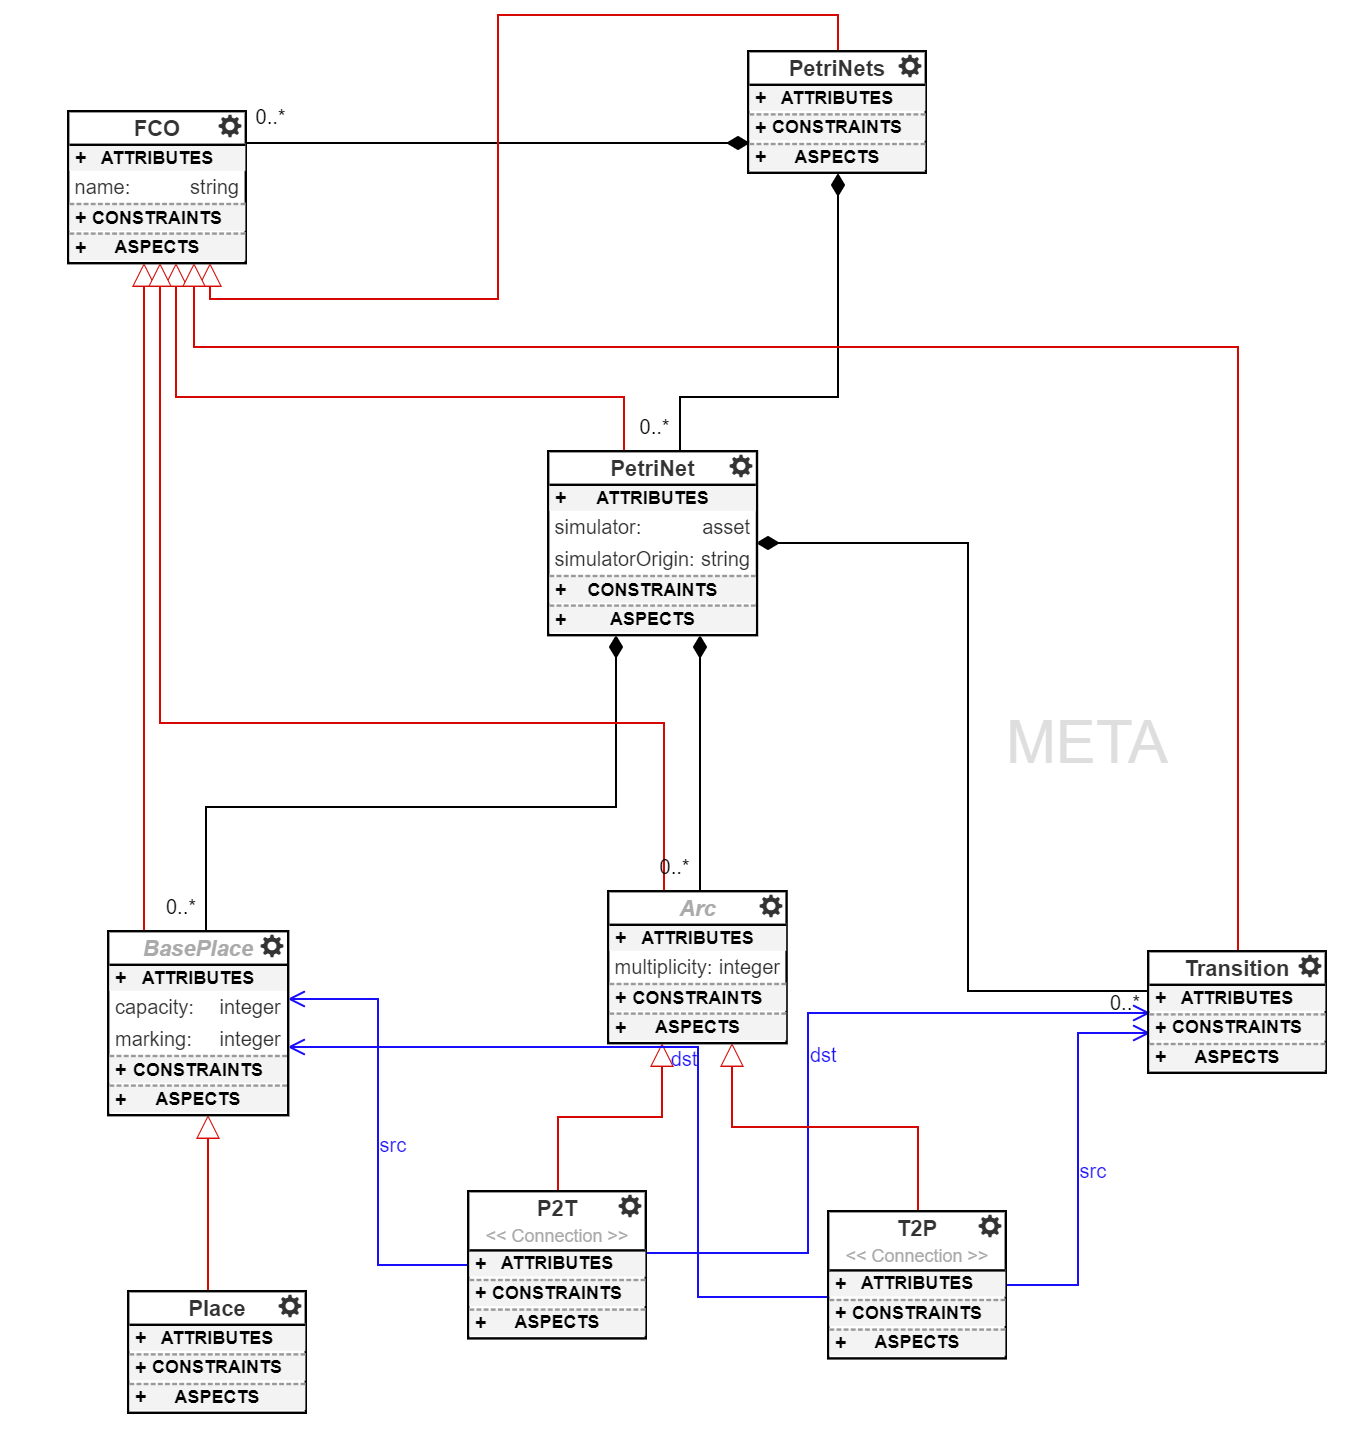 PetriNets
+ ATTRIBUTES
+ CONSTRAINTS
+ ASPECTS
0..*
FCO
+ ATTRIBUTES
name: string
+ CONSTRAINTS
+ ASPECTS
0..*
PetriNet
+ ATTRIBUTES
simulator: asset
simulatorOrigin: string
+ CONSTRAINTS
+ ASPECTS
META
0..*
Arc
+ ATTRIBUTES
multiplicity: integer
+ CONSTRAINTS
+ ASPECTS
0..*
BasePlace
+ ATTRIBUTES
capacity: integer
marking: integer
+ CONSTRAINTS
+ ASPECTS
0..*
Transition
+ ATTRIBUTES
+ CONSTRAINTS
+ ASPECTS
dst
dst
src
src
P2T
<< Connection >>
+ ATTRIBUTES
+ CONSTRAINTS
+ ASPECTS
T2P
<< Connection >>
+ ATTRIBUTES
+ CONSTRAINTS
+ ASPECTS
Place
+ ATTRIBUTES
+ CONSTRAINTS
+ ASPECTS